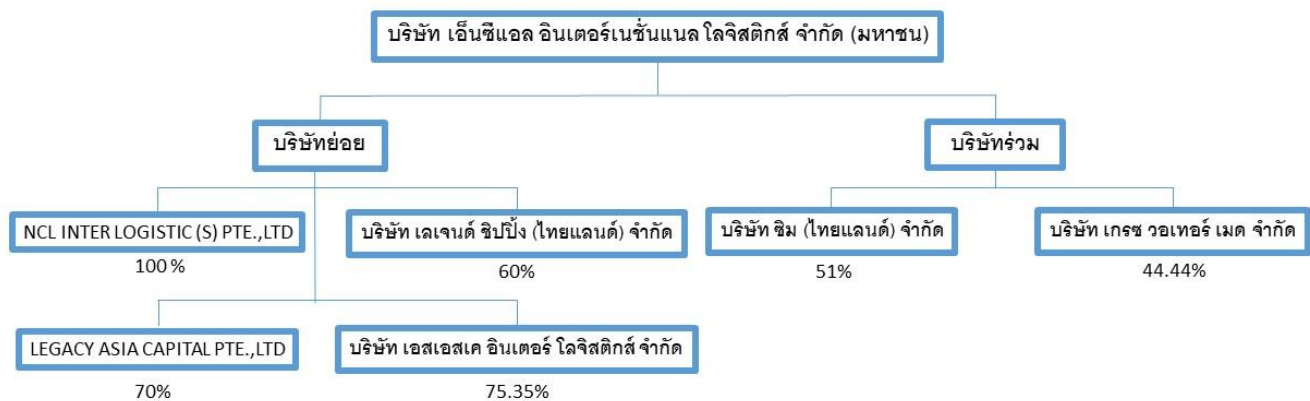 บริษัท เอ็นซีแอล อินเตอร์เนชั่นแนล โลจิสติกส์ จำกัด (มหาชน)
บริษัทย่อย
บริษัทร่วม
NCL INTER LOGISTIC (S) PTE.,LTD
100 %
บริษัท เลเจนด์ ชิปปิ้ง (ไทยแลนด์) จำกัด
60%
บริษัท ซิม (ไทยแลนด์) จำกัด
51%
บริษัท เกรซ วอเทอร์ เมด จำกัด
44.44%
LEGACY ASIA CAPITAL PTE.,LTD
70%
บริษัท เอสเอสเค อินเตอร์ โลจิสติกส์ จำกัด
75.35%